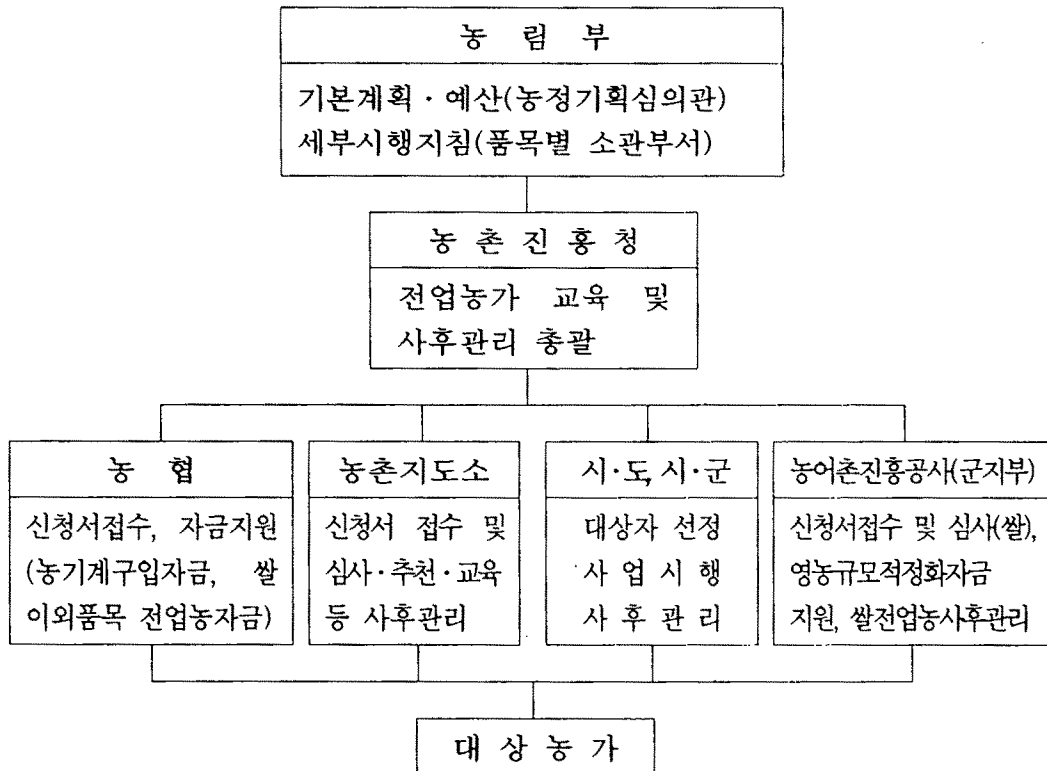 농 림 부
기본계획·예산(농정기획심의관)
세부시행지침(품목별 소관부서)
농 촌 진 흥 청
전업농가 교육 및
사후관리 총괄
농 협
신청서접수, 자금지원
(농기계구입자금, 쌀
이외품목 전업농자금)
농촌지도소
신청서 접수 및
심사·추천·교육
등 사후관리
시·도, 시·군
대상자 선정
사 업 시 행
사 후 관 리
농어촌진흥공사(군지부)
신청서접수 및 심사(쌀),
영농규모적정화자금
지원, 쌀전업농사후관리
대 상 농 가